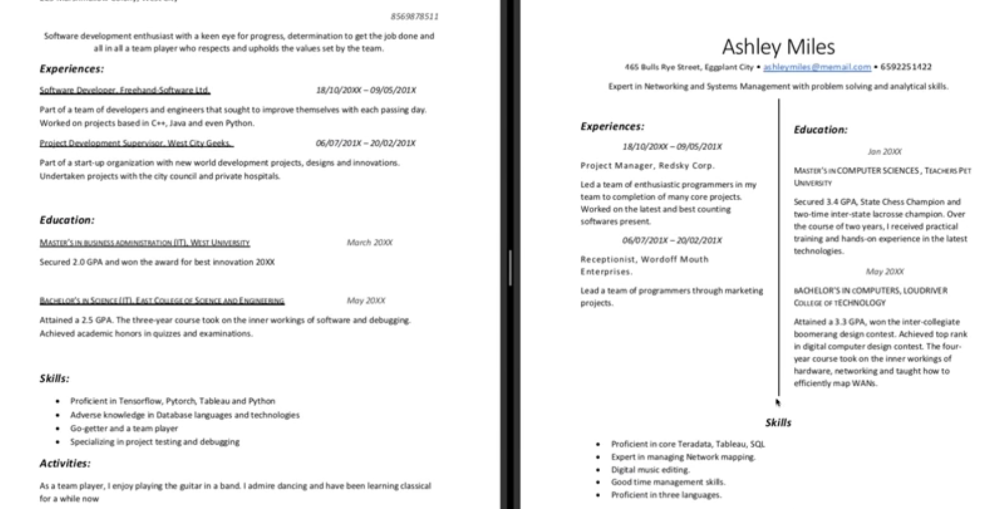 8569878511
Software development enthusiast with a keen eye for progress, determination to get the job done and
all in all a team player who respects and upholds the values set by the team.
Experiences:
Software Developer, Freehand-Software Ltd. 18/10/20XX – 09/05/201X
Part of a team of developers and engineers that sought to improve themselves with each passing day.
Worked on projects based in C++, Java and even Python.
Project Development Supervisor, West City Geeks. 06/07/201X – 20/02/201X
Part of a start-up organization with new world development projects, designs and innovations.
Undertaken projects with the city council and private hospitals.
Education:
MASTER'S IN BUSINESS ADMINISTRATION (IT), WEST UNIVERSITY March 20XX
Secured 2.0 GPA and won the award for best innovation 20XX
BACHELOR'S IN SCIENCE (IT), EAST COLLEGE OF SCIENCE AND ENGINEERING May 20XX
Attained a 2.5 GPA. The three-year course took on the inner workings of software and debugging.
Achieved academic honors in quizzes and examinations.
Skills:
• Proficient in Tensorflow, Pytorch, Tableau and Python
• Adverse knowledge in Database languages and technologies
• Go-getter and a team player
• Specializing in project testing and debugging
Activities:
As a team player, I enjoy playing the guitar in a band. I admire dancing and have been learning classical
for a while now
Ashley Miles
465 Bulls Rye Street, Eggplant City • ashleymiles@memail.com • 6592251422
Expert in Networking and Systems Management with problem solving and analytical skills.
Experiences:
18/10/20XX – 09/05/201X
Project Manager, Redsky Corp.
Led a team of enthusiastic programmers in my
team to completion of many core projects.
Worked on the latest and best counting
softwares present.
06/07/201X – 20/02/201X
Receptionist, Wordoff Mouth
Enterprises.
Lead a team of programmers through marketing
projects.
Education:
Jan 20XX
MASTER'S IN COMPUTER SCIENCES, TEACHERS PET
UNIVERSITY
Secured 3.4 GPA, State Chess Champion and
two-time inter-state lacrosse champion. Over
the course of two years, I received practical
training and hands-on experience in the latest
technologies.
May 20XX
BACHELOR'S IN COMPUTERS, LOUDRIVER
COLLEGE OF TECHNOLOGY
Attained a 3.3 GPA, won the inter-collegiate
boomerang design contest. Achieved top rank
in digital computer design contest. The four-
year course took on the inner workings of
hardware, networking and taught how to
efficiently map WANs.
Skills
• Proficient in core Teradata, Tableau, SQL
• Expert in managing Network mapping.
• Digital music editing.
• Good time management skills.
• Proficient in three languages.